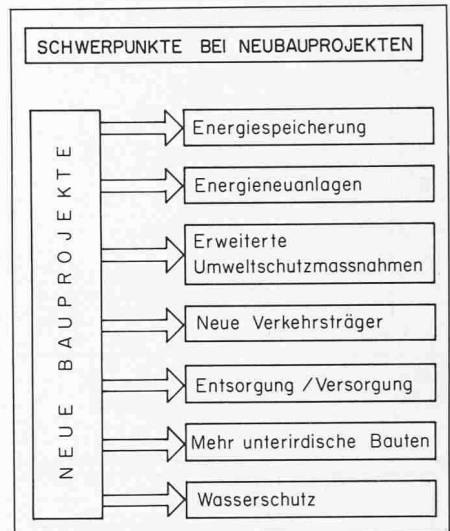 SCHWERPUNKTE BEI NEUBAUPROJEKTEN
NEUE BAUPROJEKTE
Energiespeicherung
Energieneuanlagen
Erweiterte
Umweltschutzmassnahmen
Neue Verkehrsträger
Entsorgung / Versorgung
Mehr unterirdische Bauten
Wasserschutz